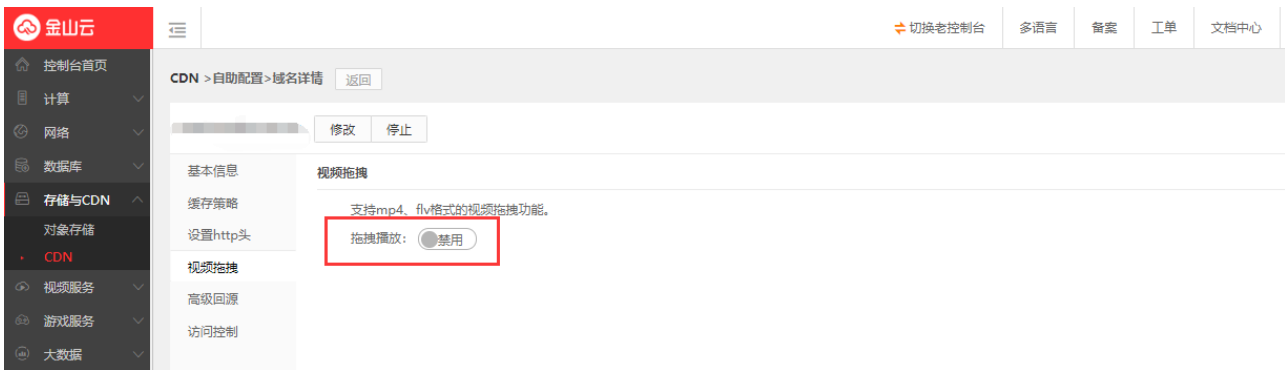 金山云
切换老控制台 多语言 备案 工单 文档中心
控制台首页
计算
网络
数据库
存储与CDN
对象存储
CDN
视频服务
游戏服务
大数据
CDN >自助配置>域名详情 返回
修改 停止
基本信息
缓存策略
设置http头
视频拖拽
高级回源
访问控制
视频拖拽
支持mp4、flv格式的视频拖拽功能。
拖拽播放： 禁用